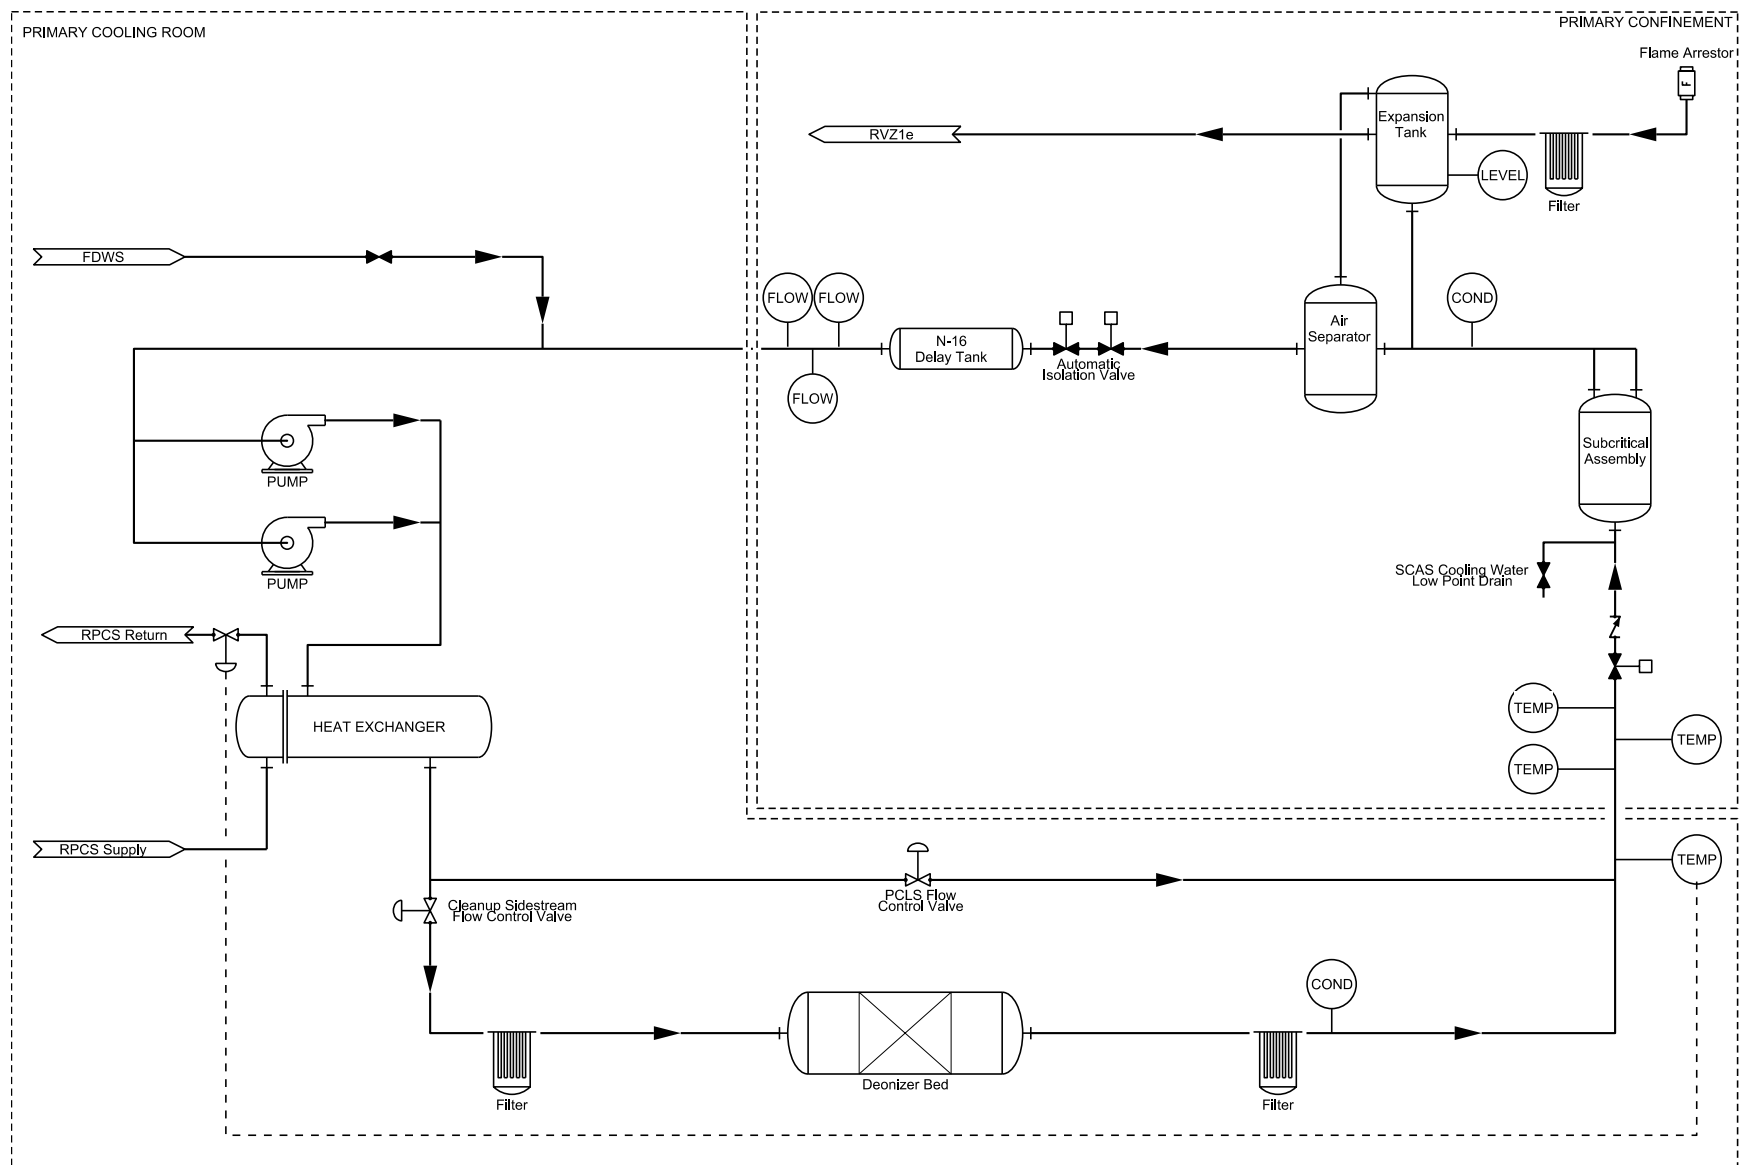 PRIMARY COOLING ROOM
PRIMARY CONFINEMENT
Flame Arrestor
F
Expansion
Tank
RVZ1e
LEVEL
Filter
FDWS
FLOW
FLOW
COND
Air
Separator
N-16
Delay Tank
Automatic
Isolation Valve
FLOW
PUMP
Subcritical
Assembly
PUMP
SCAS Cooling Water
Low Point Drain
RPCS Return
TEMP
HEAT EXCHANGER
TEMP
TEMP
RPCS Supply
TEMP
PCLS Flow
Control Valve
Cleanup Sidestream
Flow Control Valve
COND
Deonizer Bed
Filter
Filter